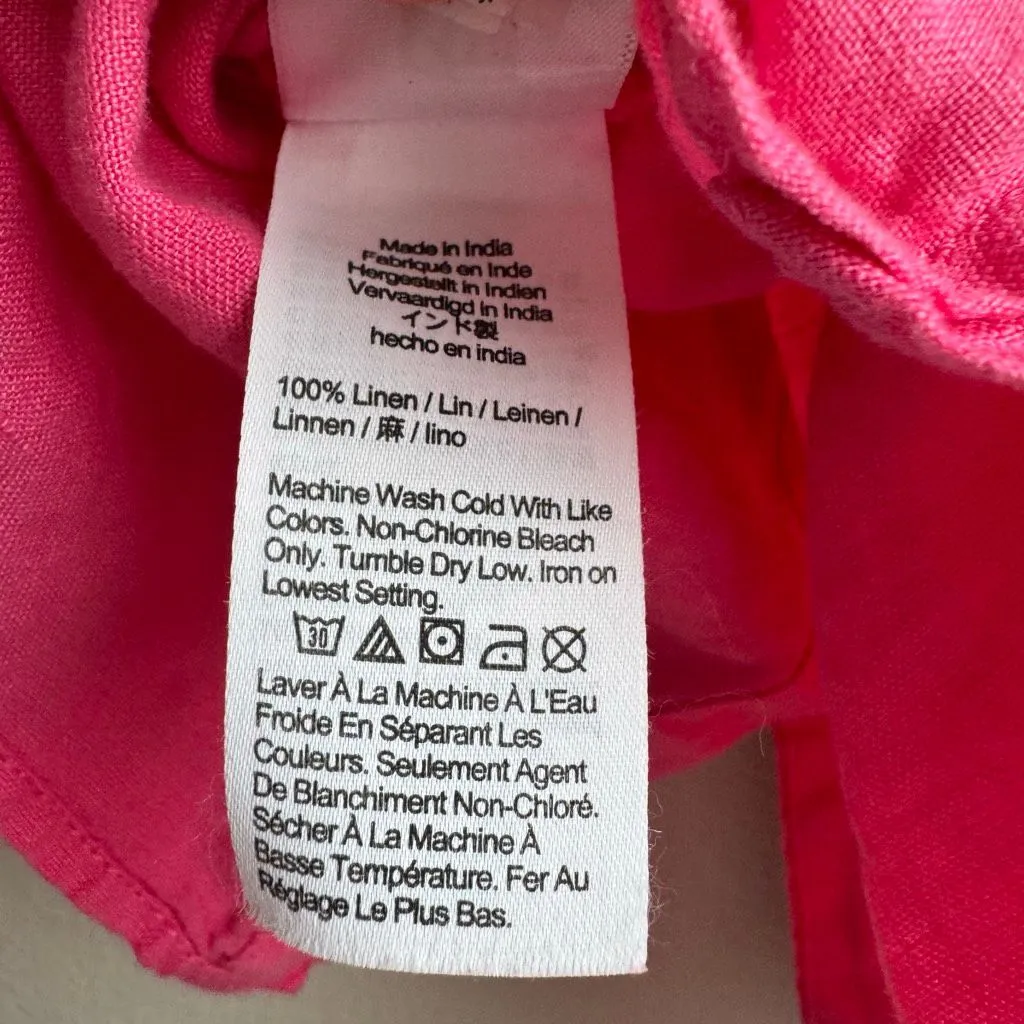 Made in India
Fabriqué en Inde
Hergestellt in Indien
Vervaardigd in India
インド製
hecho en india
100% Linen / Lin / Leinen /
Linnen / 麻 / lino
Machine Wash Cold With Like
Colors. Non-Chlorine Bleach
Only. Tumble Dry Low. Iron on
Lowest Setting.
30
Laver À La Machine À L'Eau
Froide En Séparant Les
Couleurs. Seulement Agent
De Blanchiment Non-Chloré.
Sécher À La Machine À
Basse Température. Fer Au
Réglage Le Plus Bas.